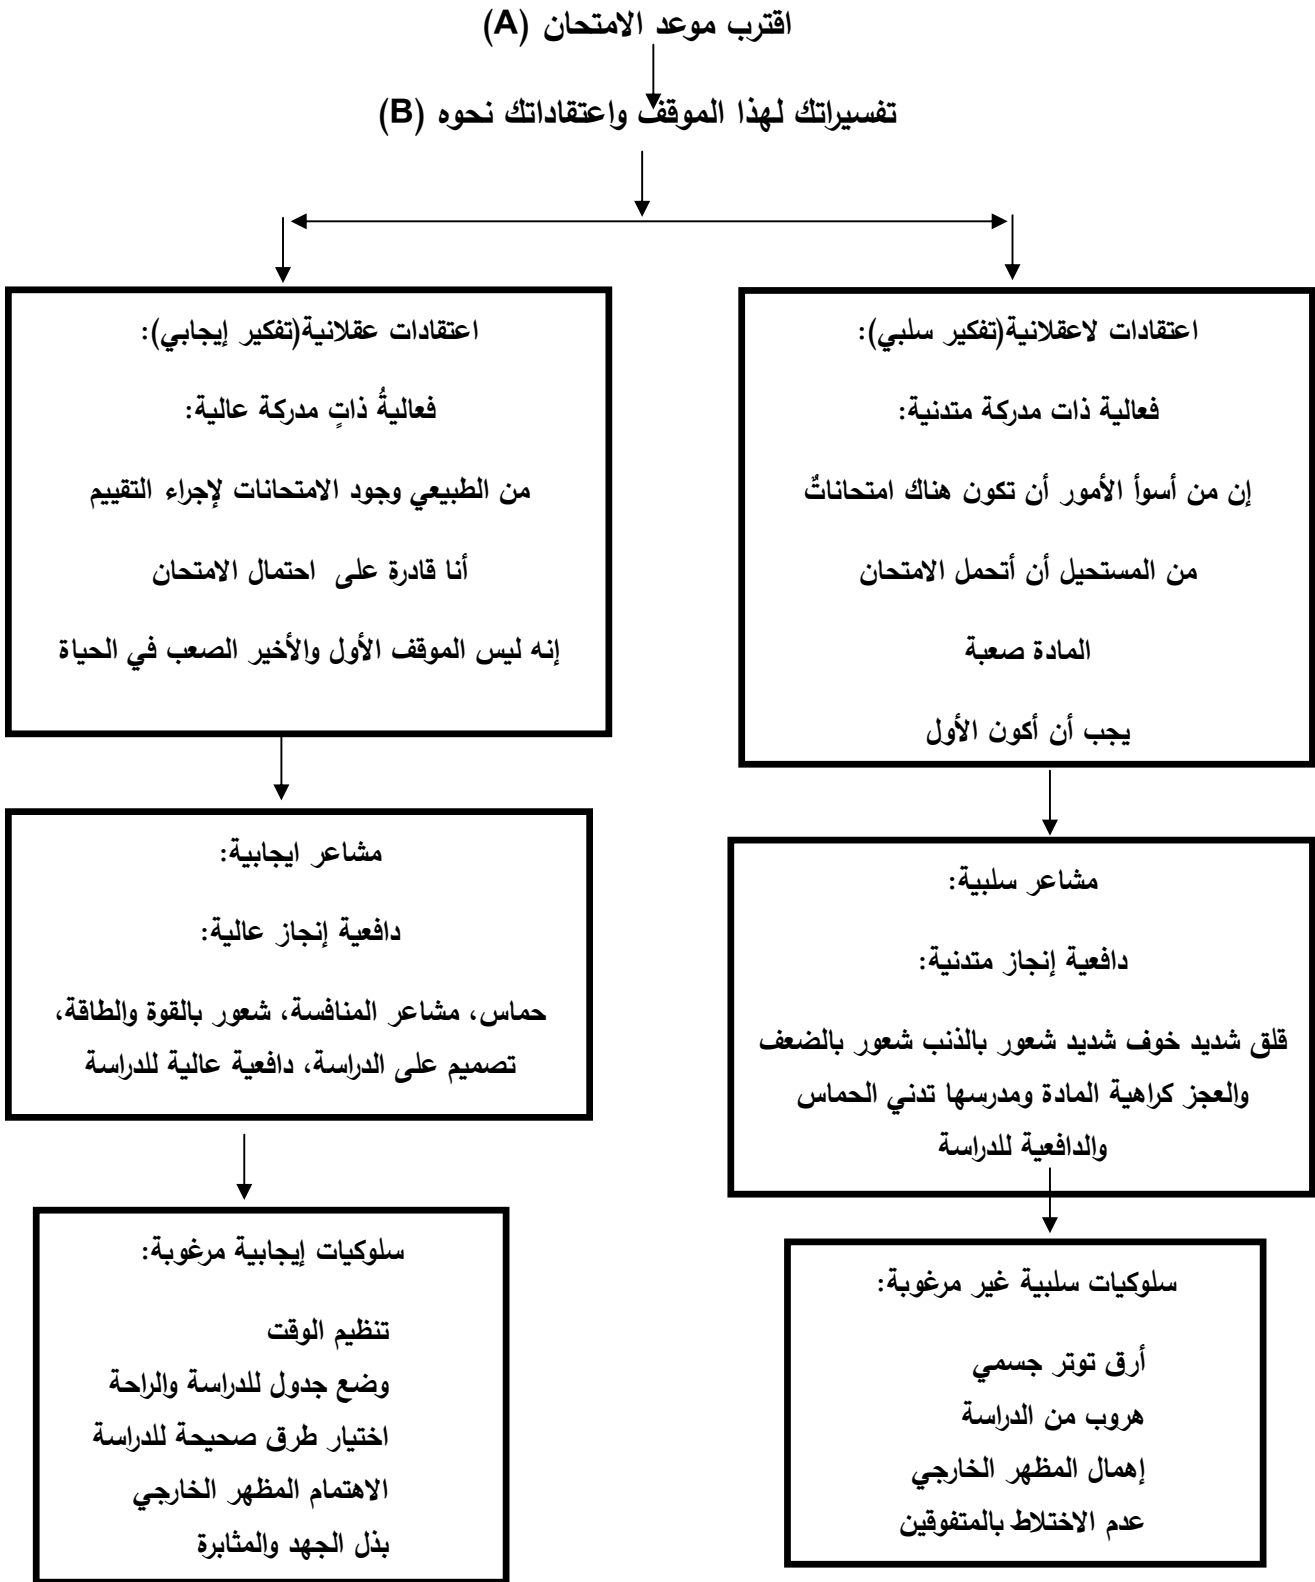 اقترب موعد الامتحان (A)
تفسيراتك لهذا الموقف واعتقاداتك نحوه (B)
اعتقادات لاعقلانية(تفكير سلبي):
فعالية ذات مدركة متدنية:
إن من أسوأ الأمور أن تكون هناك امتحاناتٌ
من المستحيل أن أتحمل الامتحان
المادة صعبة
يجب أن أكون الأول
اعتقادات عقلانية(تفكير إيجابي):
فعاليةُ ذاتٍ مدركة عالية:
من الطبيعي وجود الامتحانات لإجراء التقييم
أنا قادرة على احتمال الامتحان
إنه ليس الموقف الأول والأخير الصعب في الحياة
مشاعر سلبية:
دافعية إنجاز متدنية:
قلق شديد خوف شديد شعور بالذنب شعور بالضعف
والعجز كراهية المادة ومدرسها تدني الحماس
والدافعية للدراسة
مشاعر ايجابية:
دافعية إنجاز عالية:
حماس، مشاعر المنافسة، شعور بالقوة والطاقة،
تصميم على الدراسة، دافعية عالية للدراسة
سلوكيات سلبية غير مرغوبة:
أرق توتر جسمي
هروب من الدراسة
إهمال المظهر الخارجي
عدم الاختلاط بالمتفوقين
سلوكيات إيجابية مرغوبة:
تنظيم الوقت
وضع جدول للدراسة والراحة
اختيار طرق صحيحة للدراسة
الاهتمام المظهر الخارجي
بذل الجهد والمثابرة